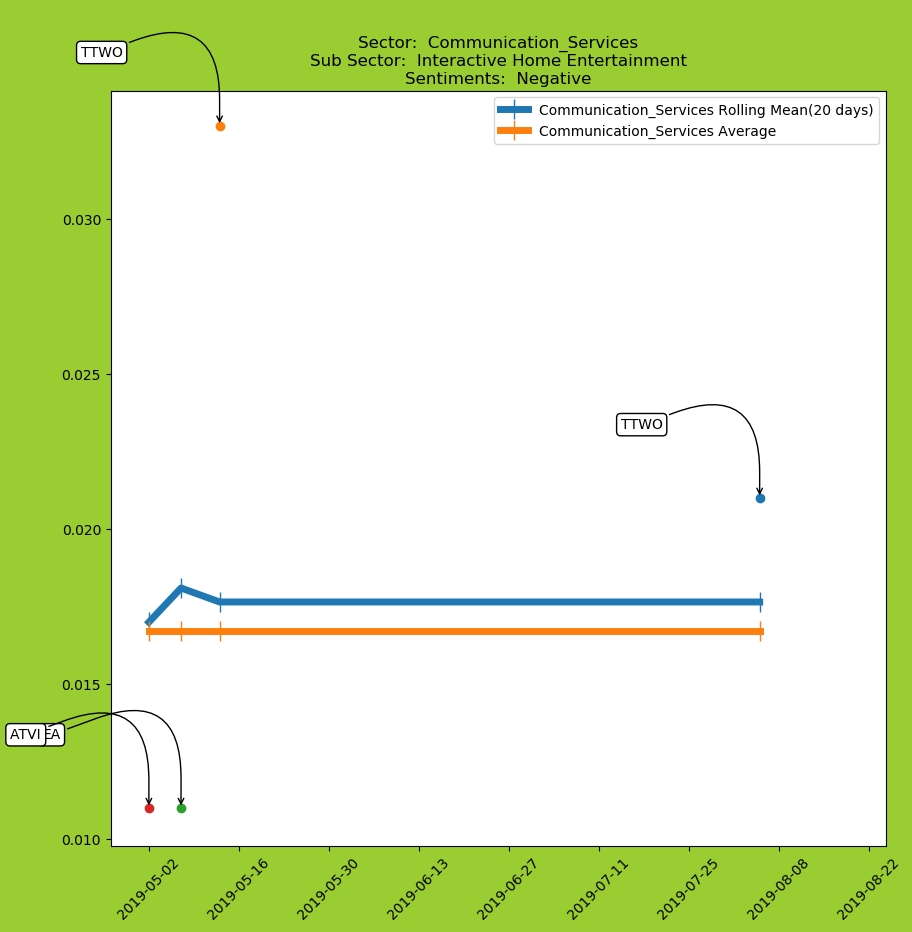 Sector:  Communication_Services
Sub Sector:  Interactive Home Entertainment
Sentiments:  Negative
TTWO
Communication_Services Rolling Mean(20 days)
Communication_Services Average
0.030
0.025
TTWO
0.020
0.015
ATVI
EA
0.010
2019-05-02
2019-05-16
2019-05-30
2019-06-13
2019-06-27
2019-07-11
2019-07-25
2019-08-08
2019-08-22